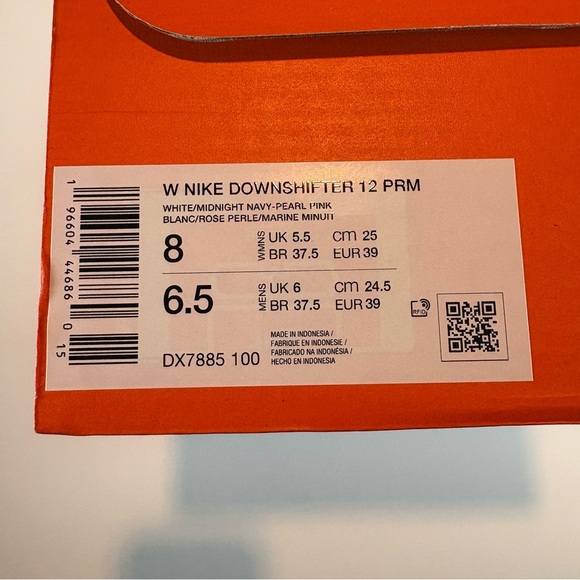 W NIKE DOWNSHIFTER 12 PRM
WHITE/MIDNIGHT NAVY-PEARL PINK
BLANC/ROSE PERLE/MARINE MINUIT
8 WMNS UK 5.5 cm 25
BR 37.5 EUR 39
6.5 MENS UK 6 cm 24.5
BR 37.5 EUR 39
DX7885 100
MADE IN INDONESIA /
FABRIQUE EN INDONESIE /
FABRICADO NA INDONÉSIA /
HECHO EN INDONESIA
RFID
1 96604 44686 0 15